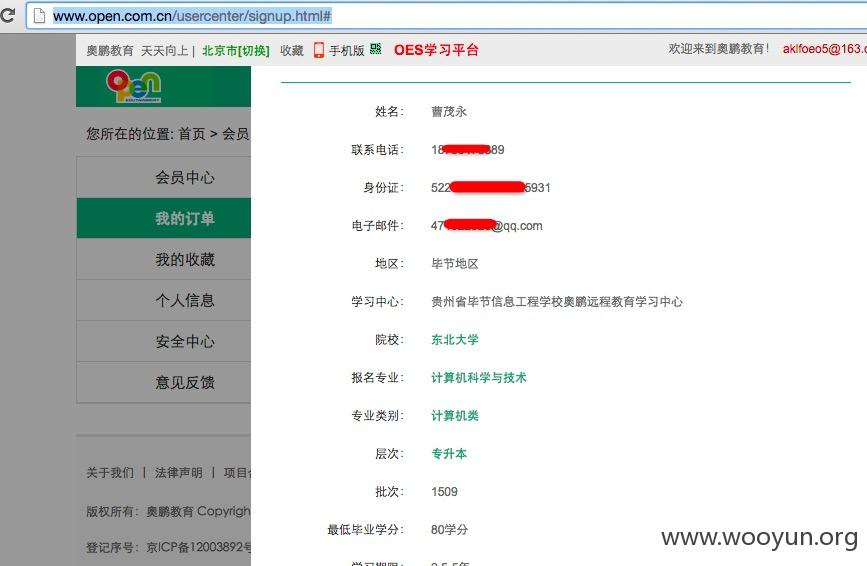 www.open.com.cn/usercenter/signup.html#
奥鹏教育 天天向上 | 北京市[切换] 收藏 手机版 OES学习平台 欢迎来到奥鹏教育！ aklfoeo5@163.c
open
您所在的位置: 首页 > 会员
会员中心
我的订单
我的收藏
个人信息
安全中心
意见反馈
关于我们 | 法律声明 | 项目
版权所有: 奥鹏教育 Copyrigh
登记序号: 京ICP备12003892号
姓名: 曹茂永
联系电话: 18 89
身份证: 522 5931
电子邮件: 47 @qq.com
地区: 毕节地区
学习中心: 贵州省毕节信息工程学校奥鹏远程教育学习中心
院校: 东北大学
报名专业: 计算机科学与技术
专业类别: 计算机类
层次: 专升本
批次: 1509
最低毕业学分: 80学分
www.wooyun.org